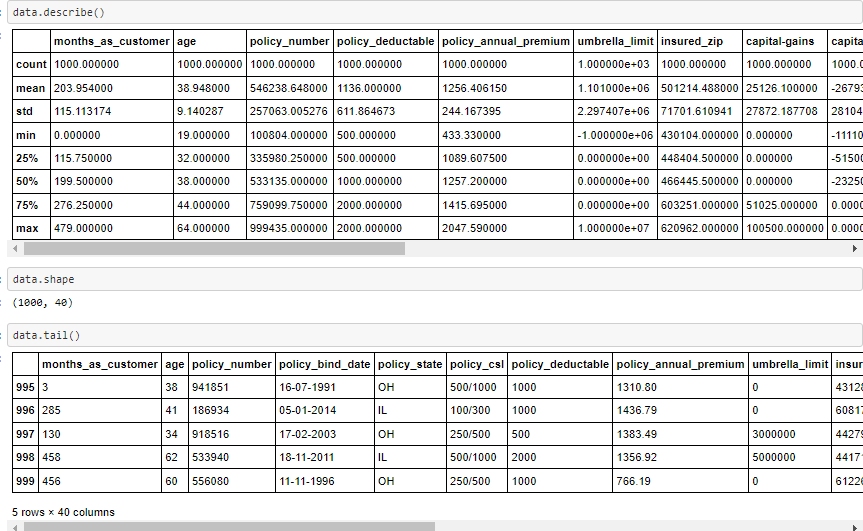 data.describe()
months_as_customer age policy_number policy_deductable policy_annual_premium umbrella_limit insured_zip capital-gains capita
count 1000.000000 1000.000000 1000.000000 1000.000000 1000.000000 1.000000e+03 1000.000000 1000.000000 1000.0
mean 203.954000 38.948000 546238.648000 1136.000000 1256.406150 1.101000e+06 501214.488000 25126.100000 -26793
std 115.113174 9.140287 257063.005276 611.864673 244.167395 2.297407e+06 71701.610941 27872.187708 28104
min 0.000000 19.000000 100804.000000 500.000000 433.330000 -1.000000e+06 430104.000000 0.000000 -11110
25% 115.750000 32.000000 335980.250000 500.000000 1089.607500 0.000000e+00 448404.500000 0.000000 -51500
50% 199.500000 38.000000 533135.000000 1000.000000 1257.200000 0.000000e+00 466445.500000 0.000000 -23250
75% 276.250000 44.000000 759099.750000 2000.000000 1415.695000 0.000000e+00 603251.000000 51025.000000 0.0000
max 479.000000 64.000000 999435.000000 2000.000000 2047.590000 1.000000e+07 620962.000000 100500.000000 0.0000
data.shape
(1000, 40)
data.tail()
months_as_customer age policy_number policy_bind_date policy_state policy_csl policy_deductable policy_annual_premium umbrella_limit insur
995 3 38 941851 16-07-1991 OH 500/1000 1000 1310.80 0 43128
996 285 41 186934 05-01-2014 IL 100/300 1000 1436.79 0 60817
997 130 34 918516 17-02-2003 OH 250/500 500 1383.49 3000000 44279
998 458 62 533940 18-11-2011 IL 500/1000 2000 1356.92 5000000 44171
999 456 60 556080 11-11-1996 OH 250/500 1000 766.19 0 61226
5 rows × 40 columns